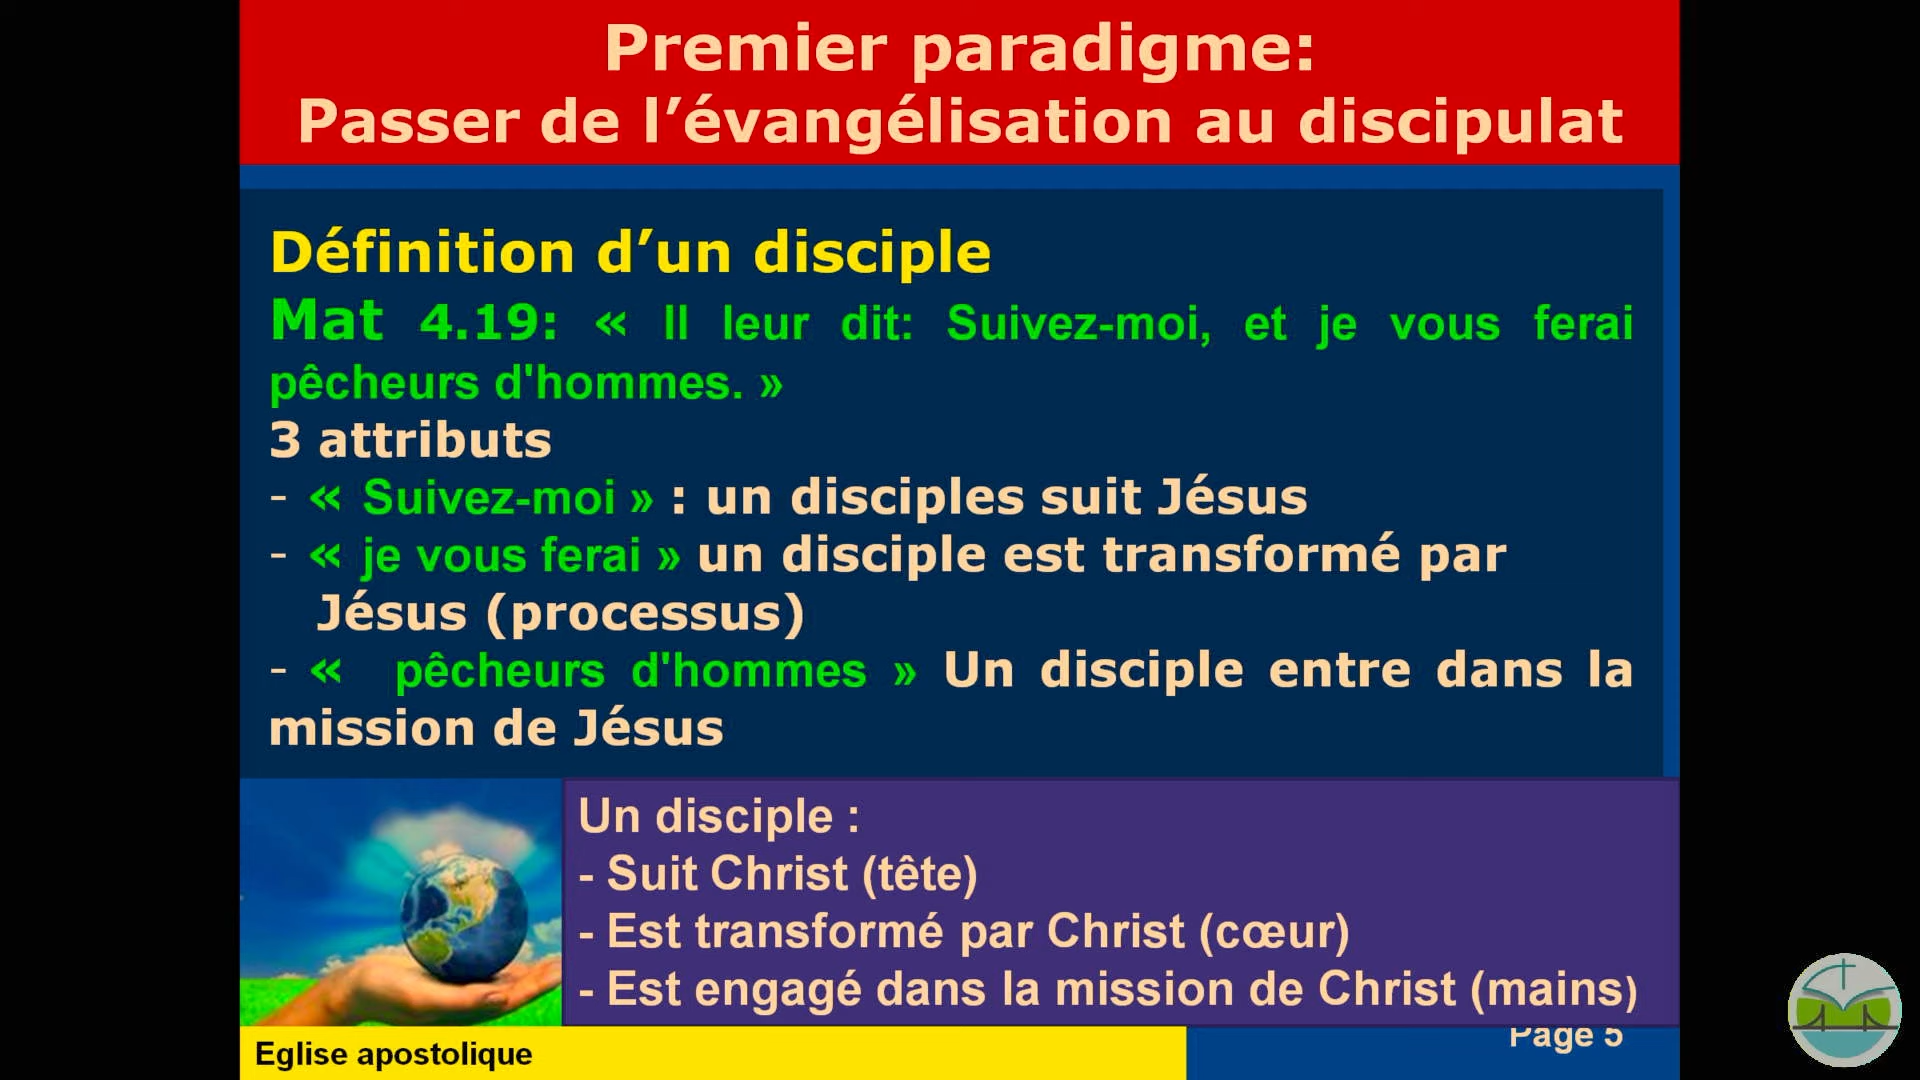 Premier paradigme:
Passer de l’évangélisation au discipulat
Définition d’un disciple
Mat 4.19: « Il leur dit: Suivez-moi, et je vous ferai
pêcheurs d'hommes. »
3 attributs
- « Suivez-moi » : un disciples suit Jésus
- « je vous ferai » un disciple est transformé par
Jésus (processus)
- « pêcheurs d'hommes » Un disciple entre dans la
mission de Jésus
Un disciple :
- Suit Christ (tête)
- Est transformé par Christ (cœur)
- Est engagé dans la mission de Christ (mains)
Page 5
Eglise apostolique